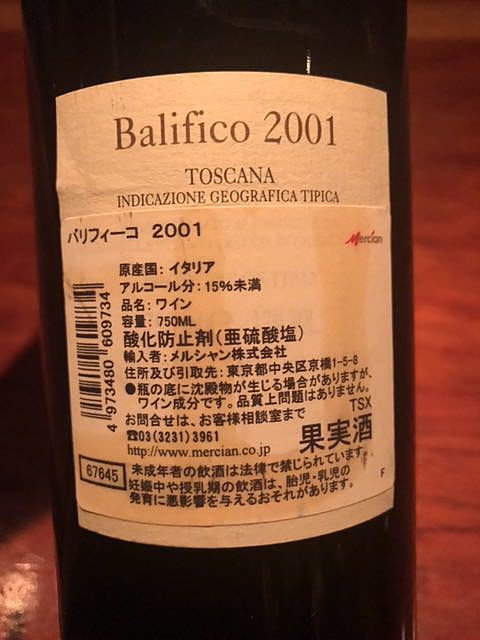 Balifico 2001
TOSCANA
INDICAZIONE GEOGRAFICA TIPICA
バリフィーコ 2001
Mercian
原産国：イタリア
アルコール分：15%未満
品名：ワイン
容量：750ML
酸化防止剤(亜硫酸塩)
輸入者：メルシャン株式会社
住所及び引取先：東京都中央区京橋1-5-8
●瓶の底に沈殿物が生じる場合がありますが、
ワイン成分です。品質上問題はありません。
TSX
お問合せは、お客様相談室まで
☎03(3231)3961
http://www.mercian.co.jp
果実酒
4 973480 609734
67645
未成年者の飲酒は法律で禁じられています。
妊娠中や授乳期の飲酒は、胎児・乳児の
発育に悪影響を与えるおそれがあります。
F